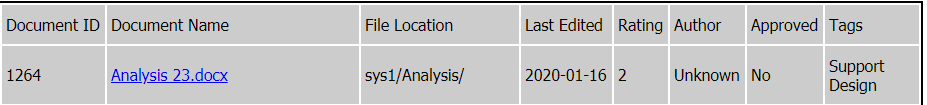 Document ID Document Name File Location Last Edited Rating Author Approved Tags
1264 Analysis 23.docx sys1/Analysis/ 2020-01-16 2 Unknown No Support
Design